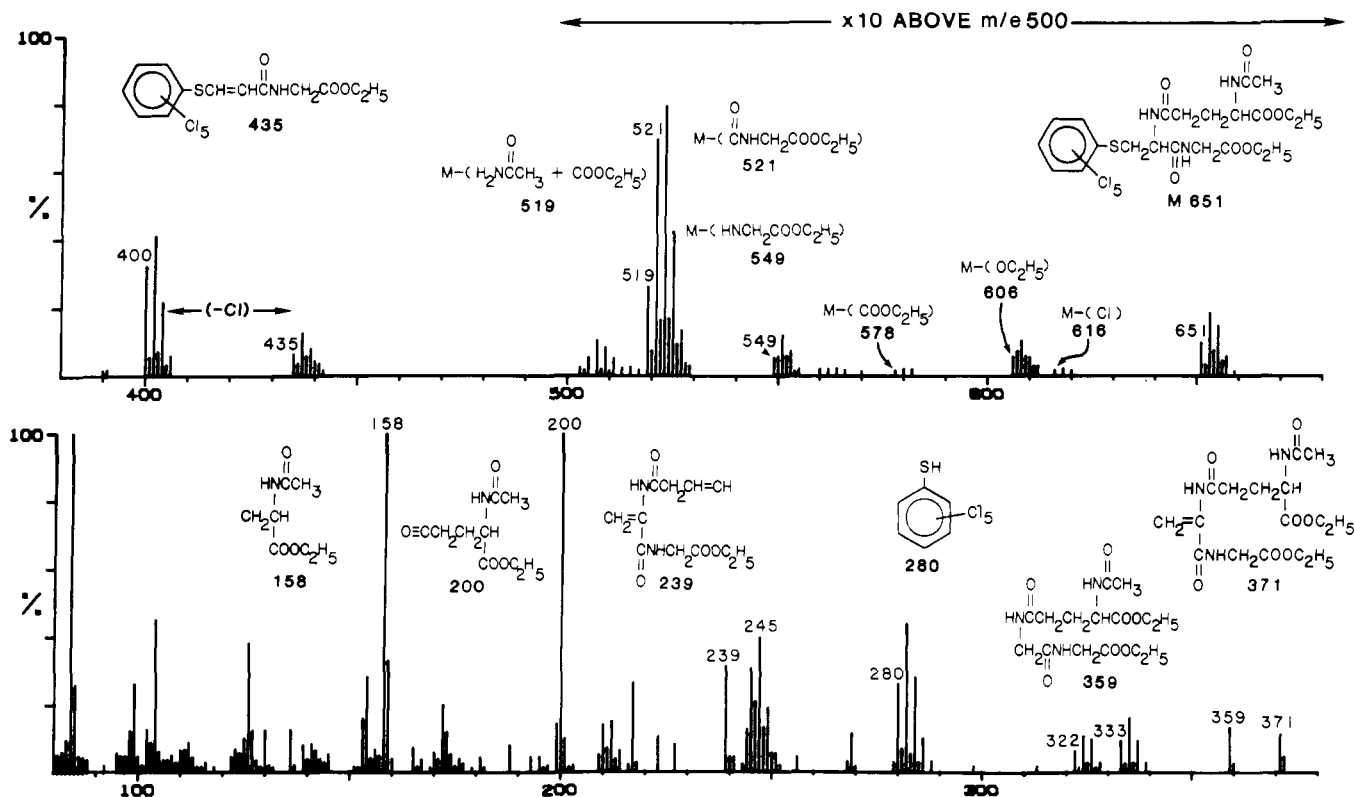 x10 ABOVE m/e 500
100
%
O
SCH=CHCNHCH2COOC2H5
Cl5
435
400
(-Cl)
435
M-(H2NCCH3 + COOC2H5)
O
519
521
519
O
M-(CNHCH2COOC2H5)
521
M-(HNCH2COOC2H5)
549
549
M-(COOC2H5)
578
M-(OC2H5)
606
M-(Cl)
616
651
O
HNCCH3
O
CCH2CH2CHCOOC2H5
HN
SCH2CHCNCH2COOC2H5
H
O
Cl5
M 651
400
500
600
100
%
158
200
O
HNCCH3
CH2CH
COOC2H5
158
O
HNCCH3
O≡CCH2CH2CH
COOC2H5
200
O
HNCCH2CH=CH
CH2=C
CNHCH2COOC2H5
O
239
239
245
280
SH
Cl5
280
O
HNCCH3
O
HNCCH2CH2CHCOOC2H5
CH2CNHCH2COOC2H5
O
359
O
HNCCH3
O
HNCCH2CH2CH
COOC2H5
CH2=C
CNHCH2COOC2H5
O
371
322
333
359
371
100
200
300